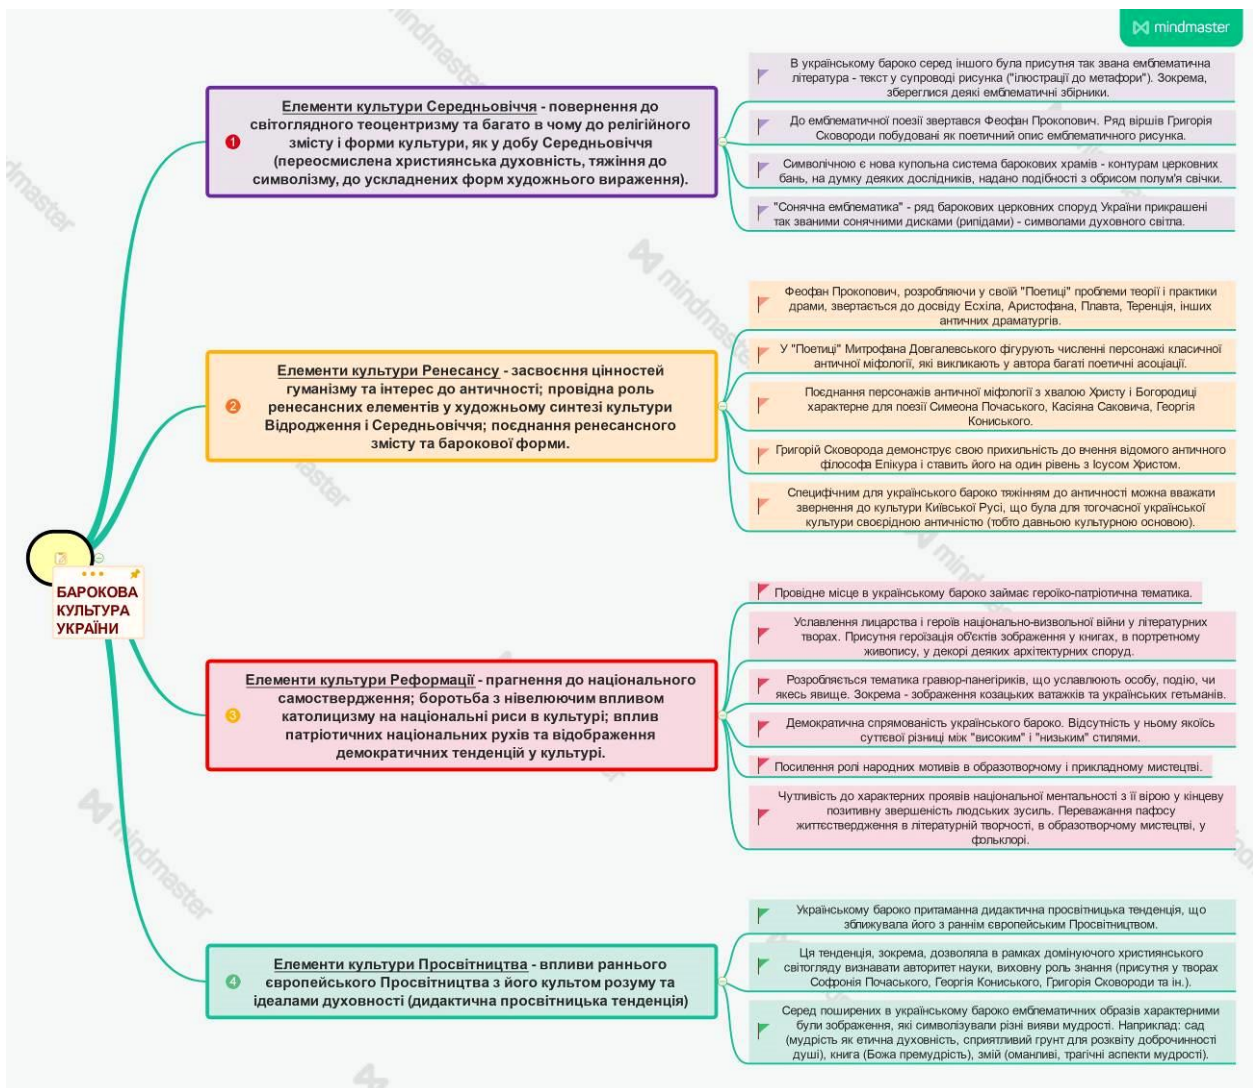 mindmaster
БАРОКОВА
КУЛЬТУРА
УКРАЇНИ
1
Елементи культури Середньовіччя - повернення до
світоглядного теоцентризму та багато в чому до релігійного
змісту і форми культури, як у добу Середньовіччя
(переосмислена християнська духовність, тяжіння до
символізму, до ускладнених форм художнього вираження).
В українському бароко серед іншого була присутня так звана емблематична
література - текст у супроводі рисунка ("ілюстрації до метафори"). Зокрема,
збереглися деякі емблематичні збірники.
До емблематичної поезії звертався Феофан Прокопович. Ряд віршів Григорія
Сковороди побудовані як поетичний опис емблематичного рисунка.
Символічною є нова купольна система барокових храмів - контурам церковних
бань, на думку деяких дослідників, надано подібності з обрисом полум'я свічки.
"Сонячна емблематика" - ряд барокових церковних споруд України прикрашені
так званими сонячними дисками (рипідами) - символами духовного світла.
2
Елементи культури Ренесансу - засвоєння цінностей
гуманізму та інтерес до античності; провідна роль
ренесансних елементів у художньому синтезі культури
Відродження і Середньовіччя; поєднання ренесансного
змісту та барокової форми.
Феофан Прокопович, розробляючи у своїй "Поетиці" проблеми теорії і практики
драми, звертається до досвіду Есхіла, Аристофана, Плавта, Теренція, інших
античних драматургів.
У "Поетиці" Митрофана Довгалевського фігурують численні персонажі класичної
античної міфології, які викликають у автора багаті поетичні асоціації.
Поєднання персонажів античної міфології з хвалою Христу і Богородиці
характерне для поезії Симеона Почаського, Касіяна Саковича, Георгія
Кониського.
Григорій Сковорода демонструє свою прихильність до вчення відомого античного
філософа Епікура і ставить його на один рівень з Ісусом Христом.
Специфічним для українського бароко тяжінням до античності можна вважати
звернення до культури Київської Русі, що була для тогочасної української
культури своєрідною античністю (тобто давньою культурною основою).
3
Елементи культури Реформації - прагнення до національного
самоствердження; боротьба з нівелюючим впливом
католицизму на національні риси в культурі; вплив
патріотичних національних рухів та відображення
демократичних тенденцій у культурі.
Провідне місце в українському бароко займає героїко-патріотична тематика.
Уславлення лицарства і героїв національно-визвольної війни у літературних
творах. Присутня героїзація об'єктів зображення у книгах, в портретному
живопису, у декорі деяких архітектурних споруд.
Розробляється тематика гравюр-панегіриків, що уславлюють особу, подію, чи
якесь явище. Зокрема - зображення козацьких ватажків та українських гетьманів.
Демократична спрямованість українського бароко. Відсутність у ньому якоїсь
суттєвої різниці між "високим" і "низьким" стилями.
Посилення ролі народних мотивів в образотворчому і прикладному мистецтві.
Чутливість до характерних проявів національної ментальності з її вірою у кінцеву
позитивну звершеність людських зусиль. Переважання пафосу
життєствердження в літературній творчості, в образотворчому мистецтві, у
фольклорі.
4
Елементи культури Просвітництва - впливи раннього
європейського Просвітництва з його культом розуму та
ідеалами духовності (дидактична просвітницька тенденція)
Українському бароко притаманна дидактична просвітницька тенденція, що
зближувала його з раннім європейським Просвітництвом.
Ця тенденція, зокрема, дозволяла в рамках домінуючого християнського
світогляду визнавати авторитет науки, виховну роль знання (присутня у творах
Софронія Почаського, Георгія Кониського, Григорія Сковороди та ін.).
Серед поширених в українському бароко емблематичних образів характерними
були зображення, які символізували різні вияви мудрості. Наприклад: сад
(мудрість як етична духовність, сприятливий грунт для розквіту доброчинності
душі), книга (Божа премудрість), змій (оманливі, трагічні аспекти мудрості).